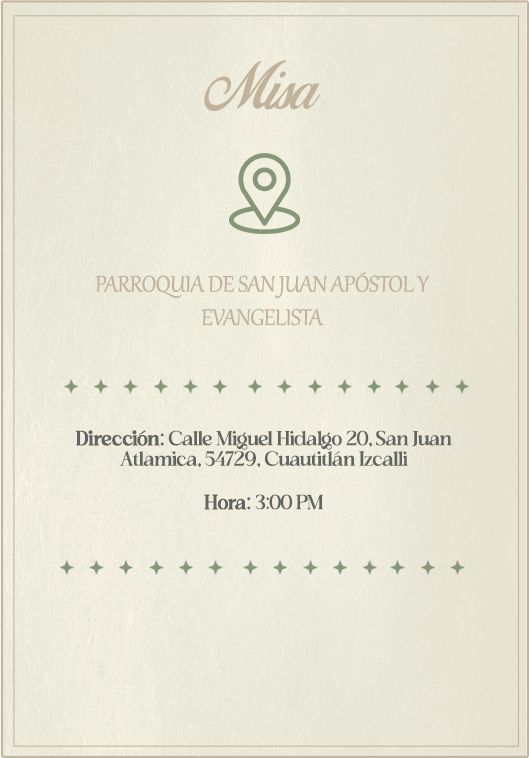 Misa
PARROQUIA DE SAN JUAN APÓSTOL Y
EVANGELISTA
Dirección: Calle Miguel Hidalgo 20, San Juan
Atlamica, 54729, Cuautitlán Izcalli
Hora: 3:00 PM